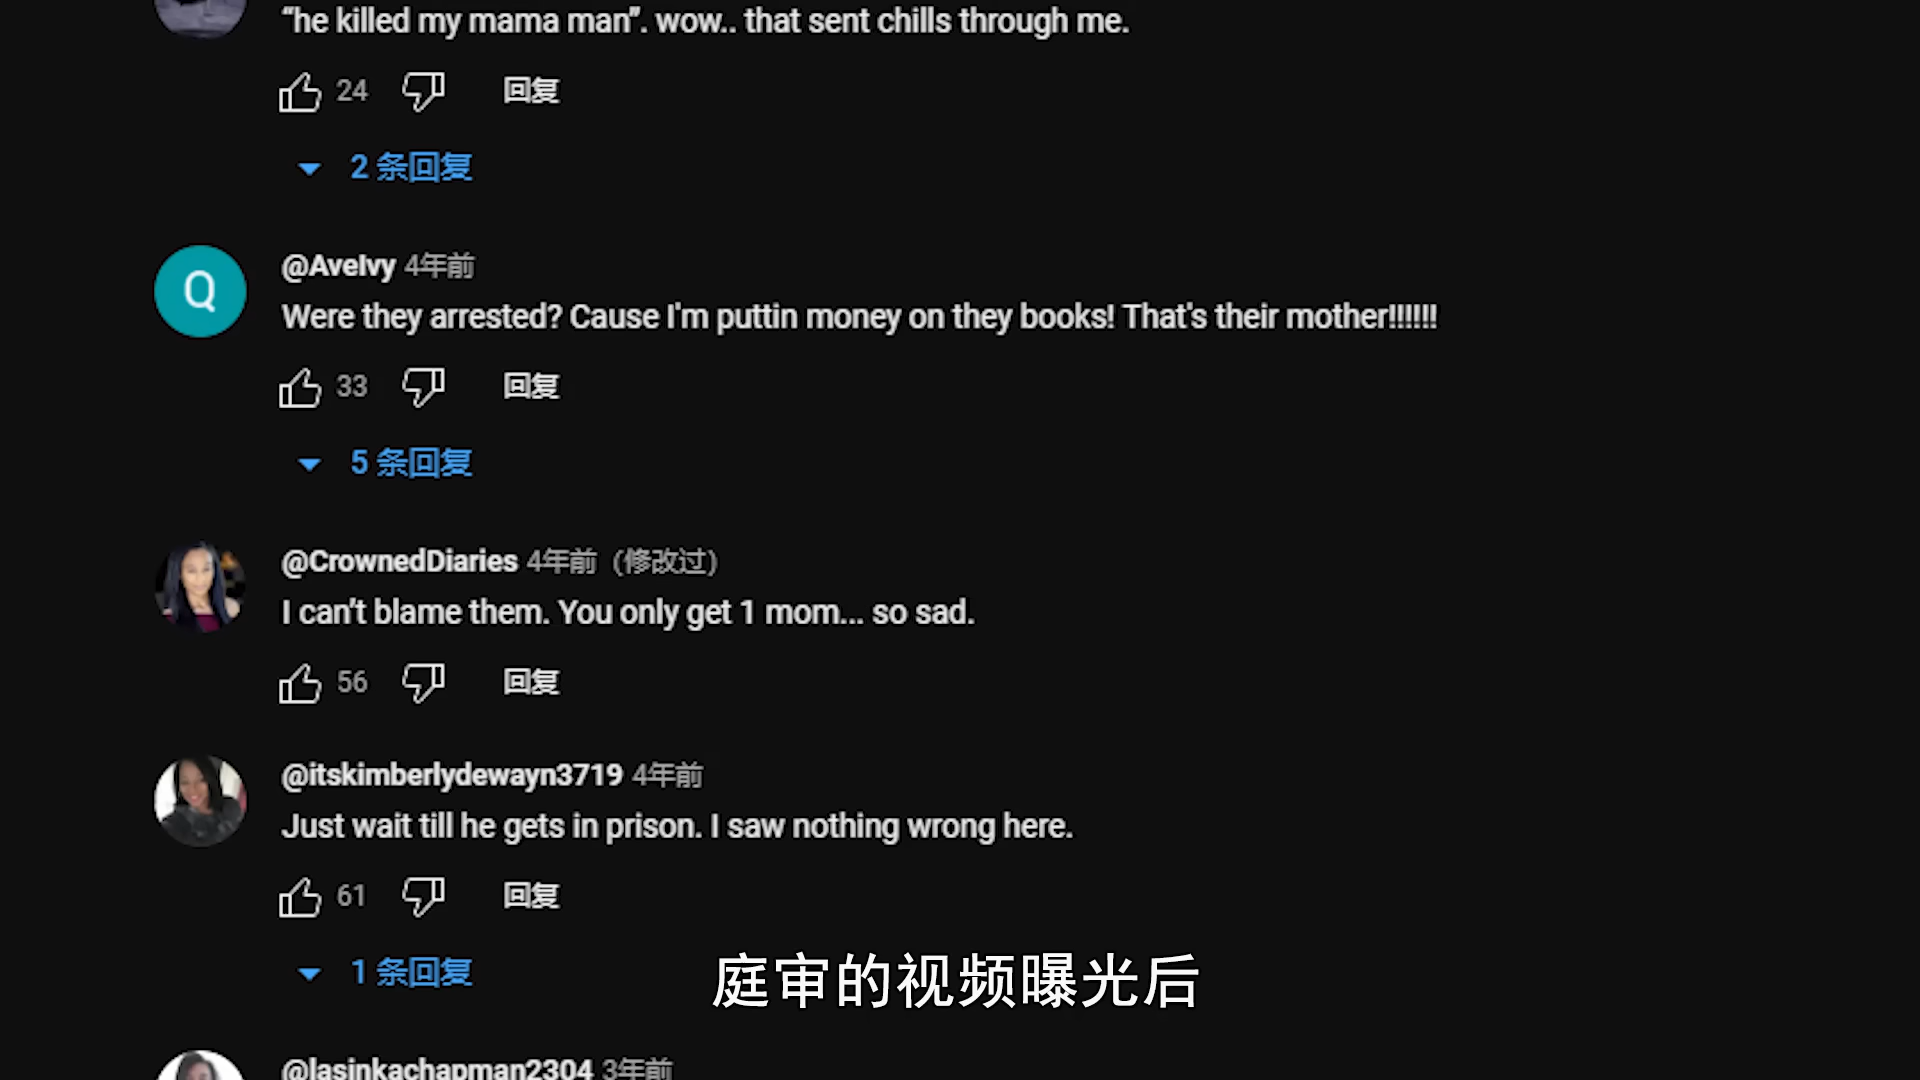 “he killed my mama man”. wow.. that sent chills through me.
24 回复
2 条回复
@AveIvy 4年前
Were they arrested? Cause I'm puttin money on they books! That's their mother!!!!!!
33 回复
5 条回复
@CrownedDiaries 4年前 (修改过)
I can’t blame them. You only get 1 mom... so sad.
56 回复
@itskimberlydewayn3719 4年前
Just wait till he gets in prison. I saw nothing wrong here.
61 回复
1 条回复
庭审的视频曝光后
@lasinkachapman2304 3年前